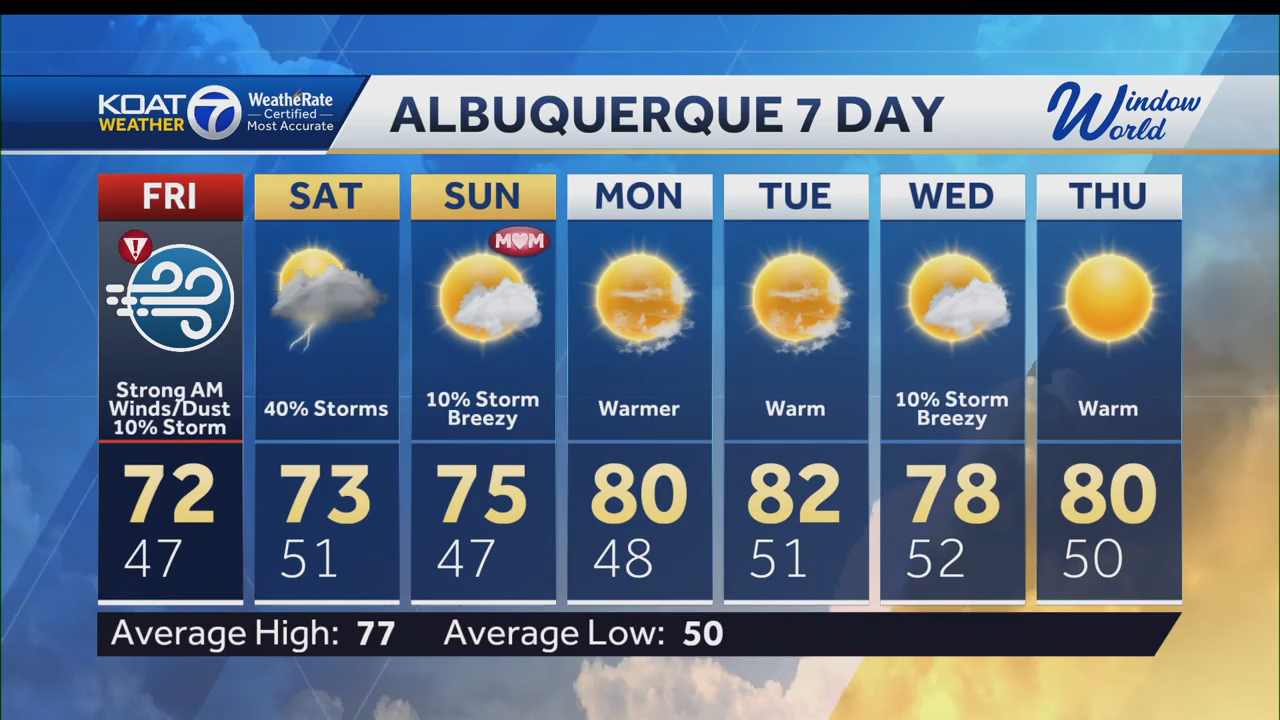 KOAT
WEATHER
7
WeatheRate
Certified
Most Accurate
ALBUQUERQUE 7 DAY
Window
World
FRI
Strong AM
Winds/Dust
10% Storm
72
47
SAT
40% Storms
73
51
SUN
M♥M
10% Storm
Breezy
75
47
MON
Warmer
80
48
TUE
Warm
82
51
WED
10% Storm
Breezy
78
52
THU
Warm
80
50
Average High: 77 Average Low: 50